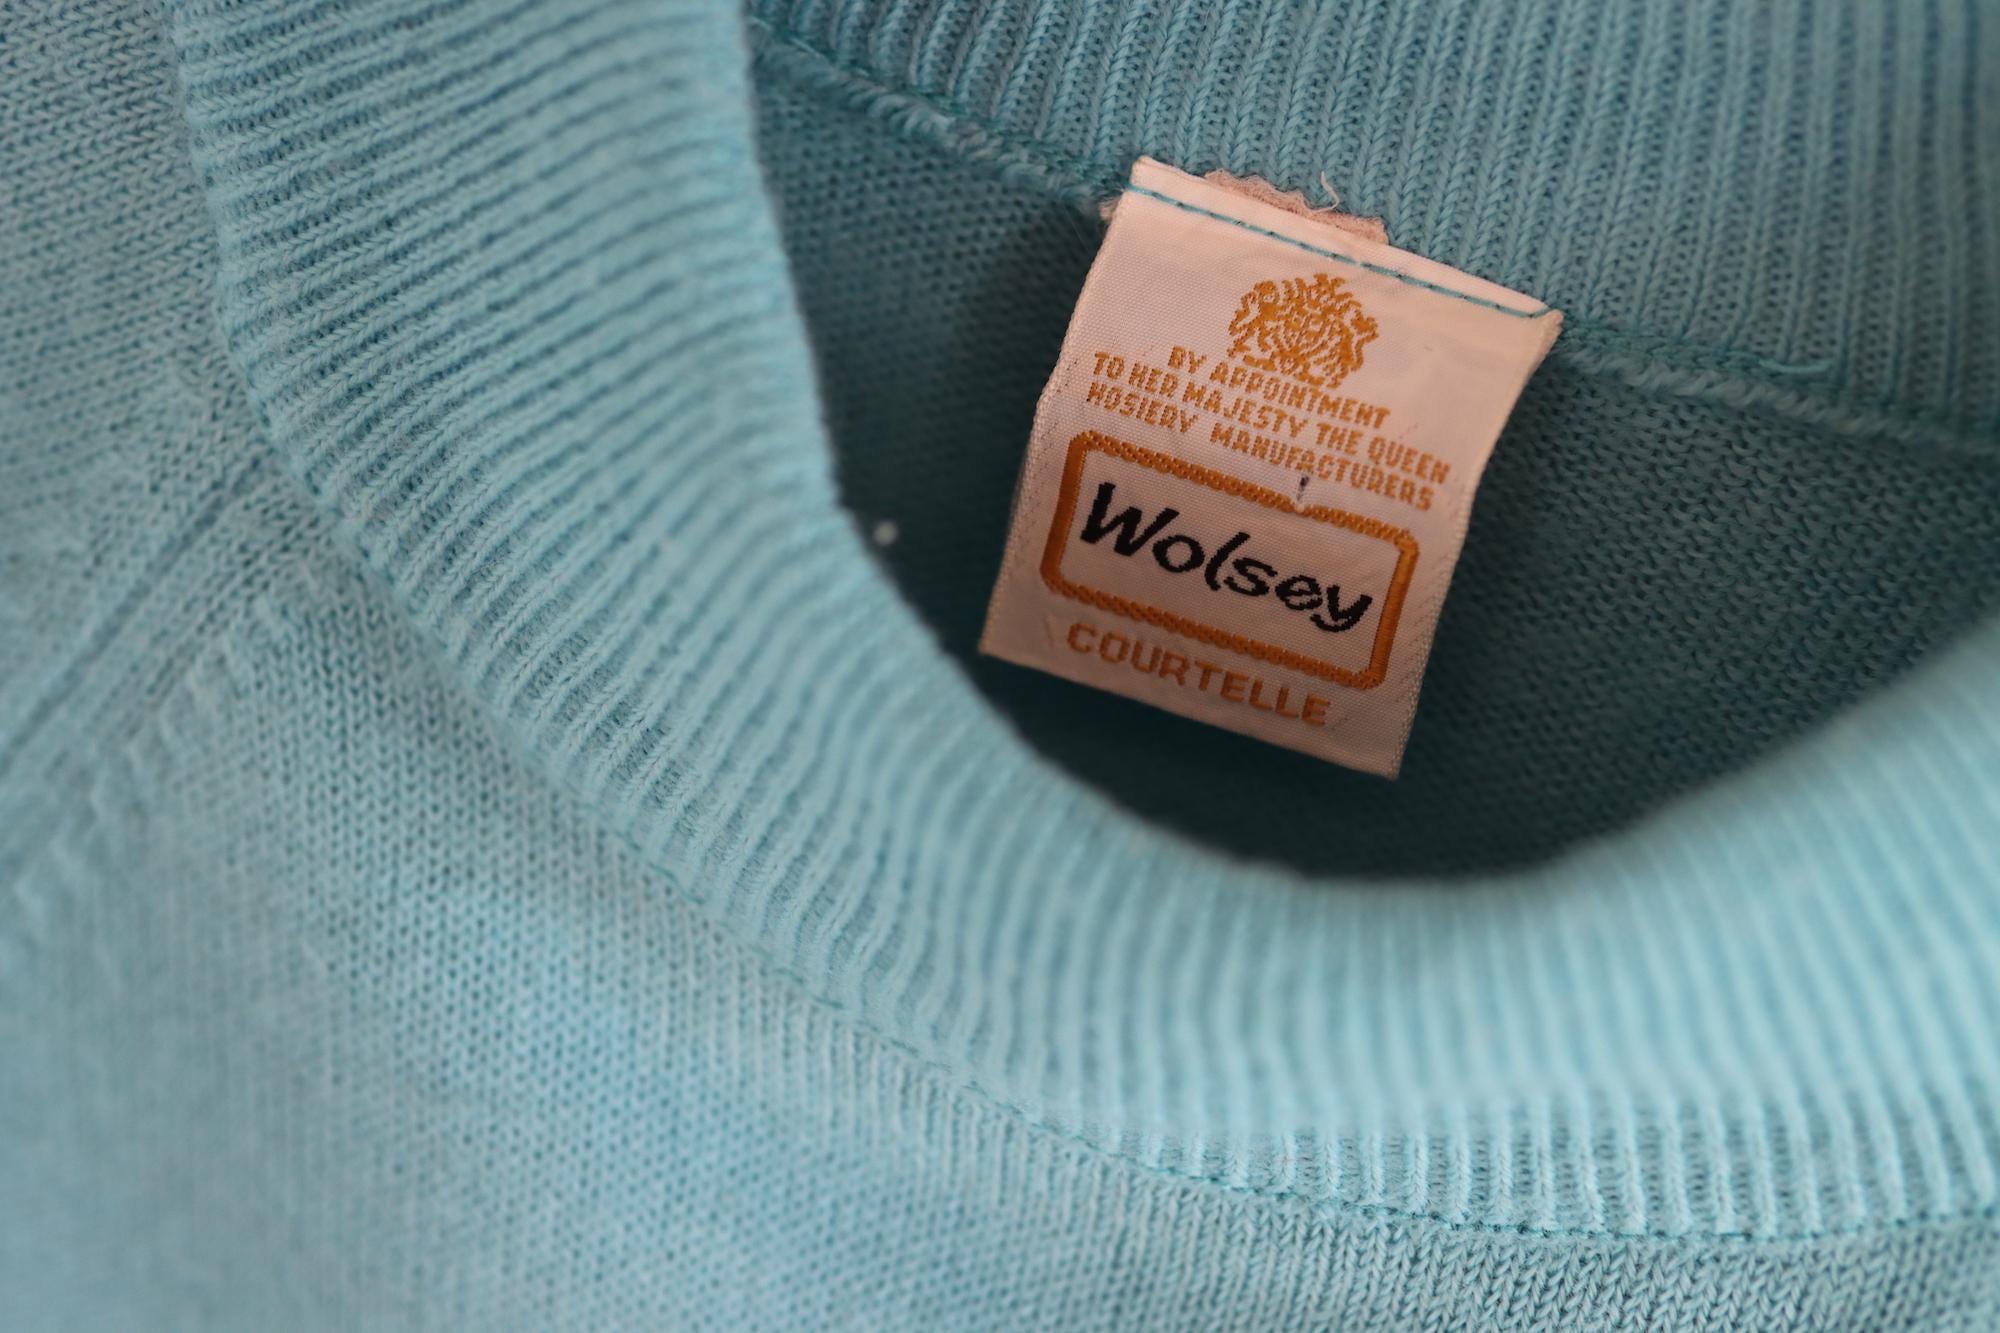 BY APPOINTMENT
TO HER MAJESTY THE QUEEN
HOSIERY MANUFACTURERS
Wolsey
COURTELLE